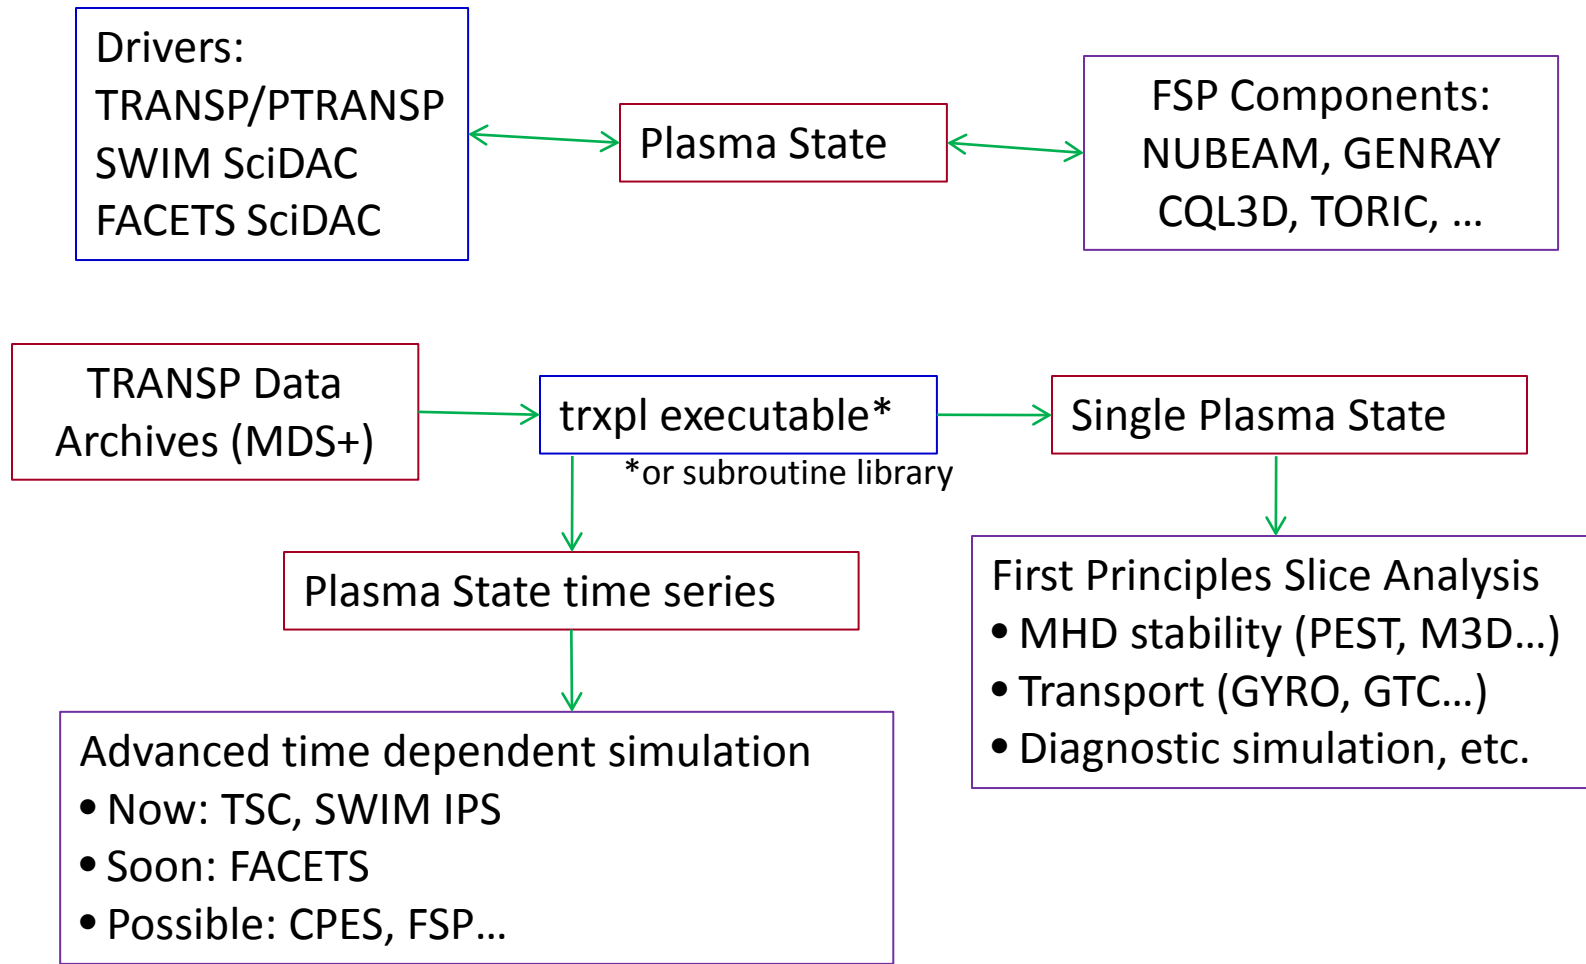 Drivers:
TRANSP/PTRANSP
SWIM SciDAC
FACETS SciDAC
Plasma State
FSP Components:
NUBEAM, GENRAY
CQL3D, TORIC, ...
TRANSP Data
Archives (MDS+)
trxpl executable*
*or subroutine library
Single Plasma State
Plasma State time series
First Principles Slice Analysis
• MHD stability (PEST, M3D...)
• Transport (GYRO, GTC...)
• Diagnostic simulation, etc.
Advanced time dependent simulation
• Now: TSC, SWIM IPS
• Soon: FACETS
• Possible: CPES, FSP...